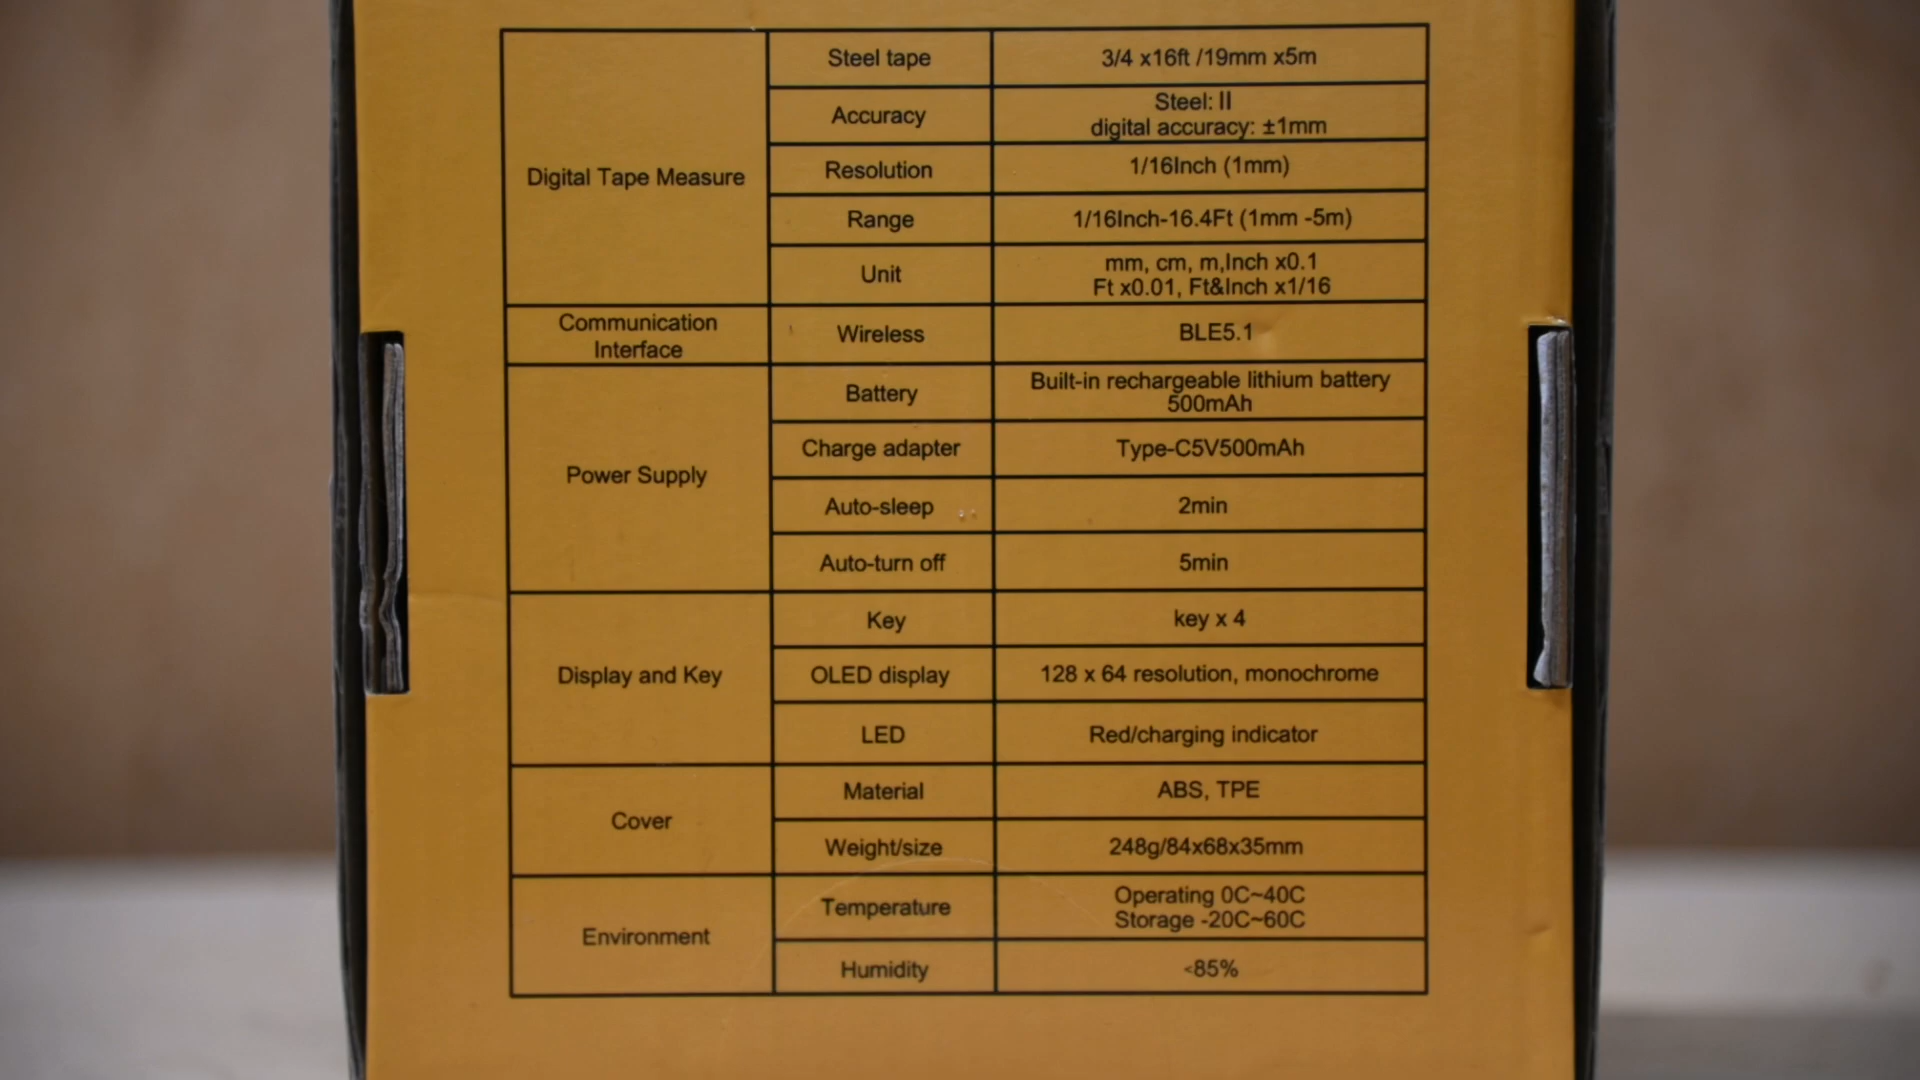 Digital Tape Measure
Steel tape
3/4 x16ft /19mm x5m
Accuracy
Steel: II
digital accuracy: ±1mm
Resolution
1/16Inch (1mm)
Range
1/16Inch-16.4Ft (1mm -5m)
Unit
mm, cm, m,Inch x0.1
Ft x0.01, Ft&Inch x1/16
Communication
Interface
Wireless
BLE5.1
Power Supply
Battery
Built-in rechargeable lithium battery
500mAh
Charge adapter
Type-C5V500mAh
Auto-sleep
2min
Auto-turn off
5min
Display and Key
Key
key x 4
OLED display
128 x 64 resolution, monochrome
LED
Red/charging indicator
Cover
Material
ABS, TPE
Weight/size
248g/84x68x35mm
Environment
Temperature
Operating 0C~40C
Storage -20C~60C
Humidity
<85%